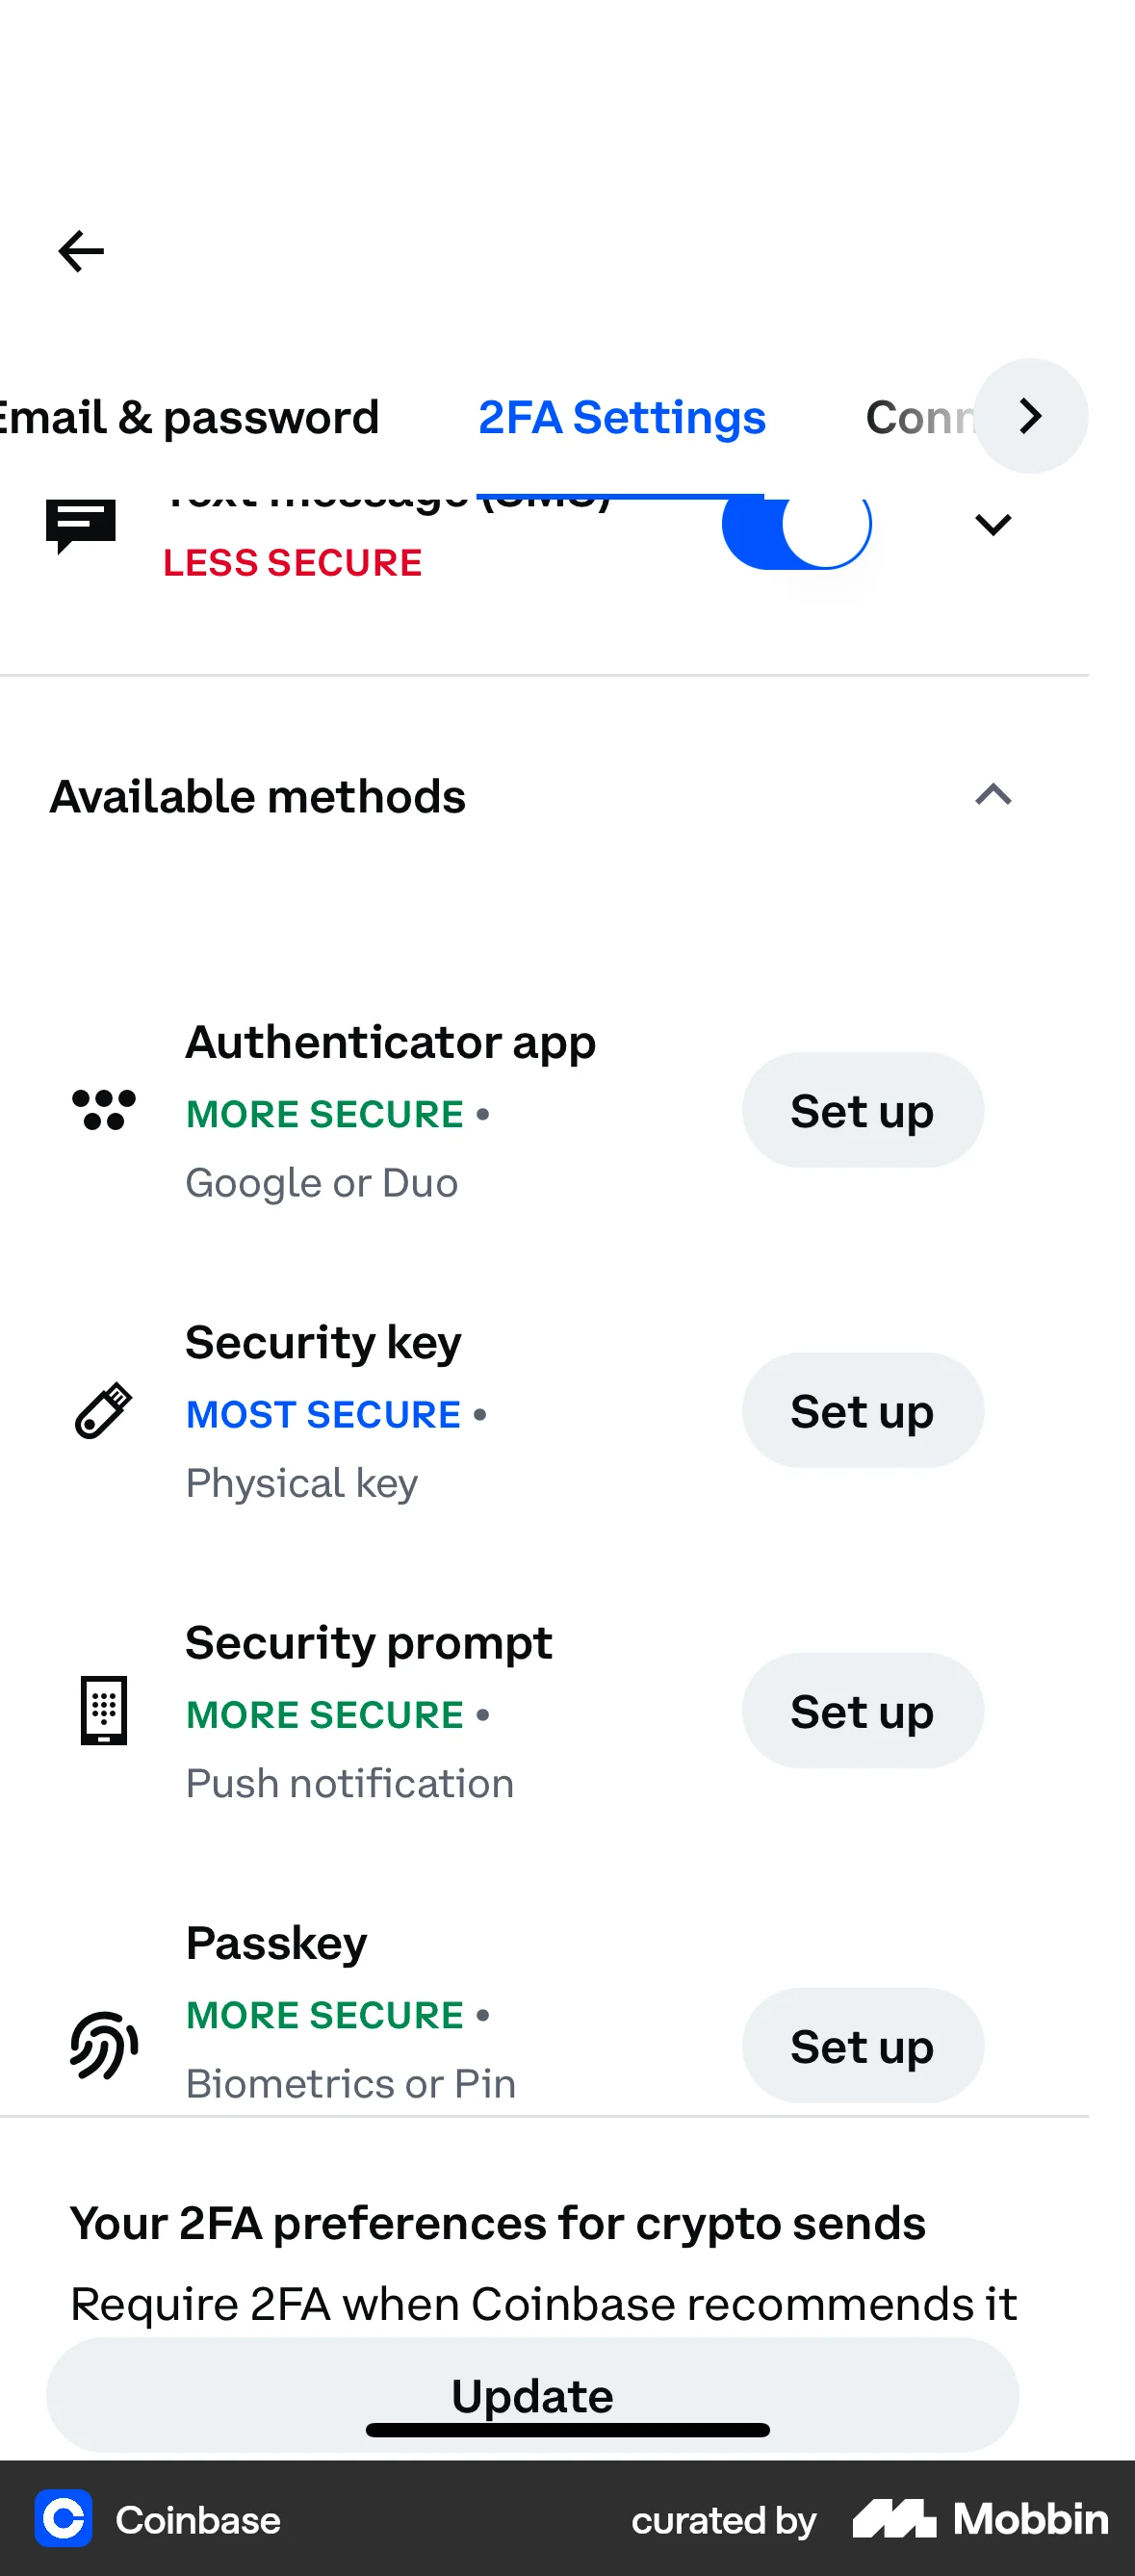 Email & password
2FA Settings
Conn
Text message (SMS)
LESS SECURE
Available methods
Authenticator app
MORE SECURE •
Google or Duo
Set up
Security key
MOST SECURE •
Physical key
Set up
Security prompt
MORE SECURE •
Push notification
Set up
Passkey
MORE SECURE •
Biometrics or Pin
Set up
Your 2FA preferences for crypto sends
Require 2FA when Coinbase recommends it
Update
Coinbase
curated by Mobbin